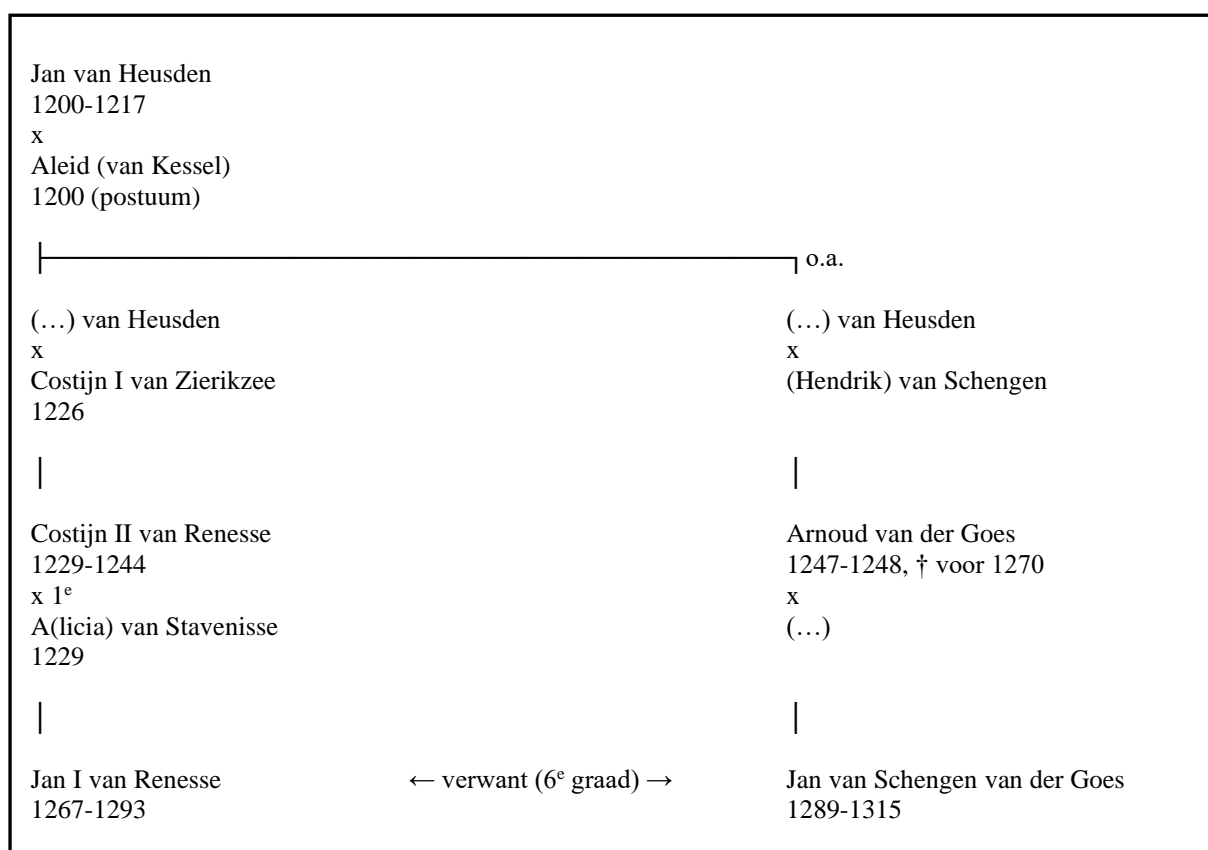 Jan van Heusden
1200-1217
x
Aleid (van Kessel)
1200 (postuum)
o.a.
(…) van Heusden
x
Costijn I van Zierikzee
1226
(…) van Heusden
x
(Hendrik) van Schengen
Costijn II van Renesse
1229-1244
x 1e
A(licia) van Stavenisse
1229
Arnoud van der Goes
1247-1248, † voor 1270
x
(…)
Jan I van Renesse
1267-1293
← verwant (6e graad) →
Jan van Schengen van der Goes
1289-1315